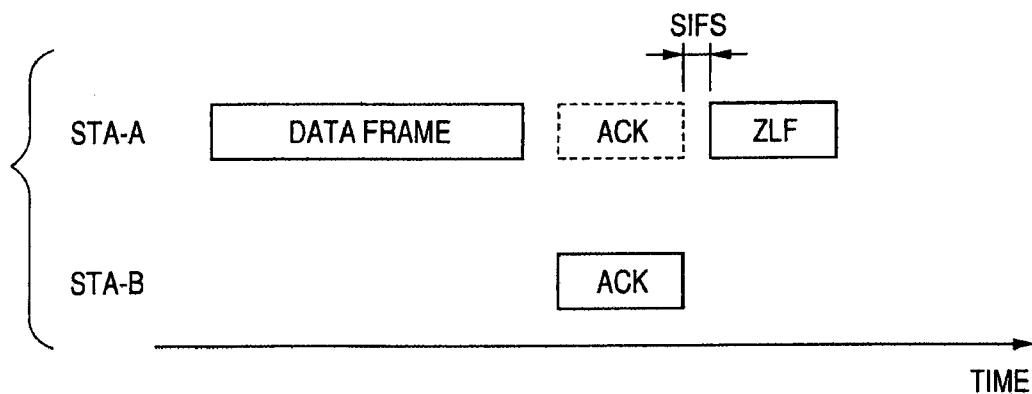 SIFS
STA-A DATA FRAME ACK ZLF
STA-B ACK
TIME